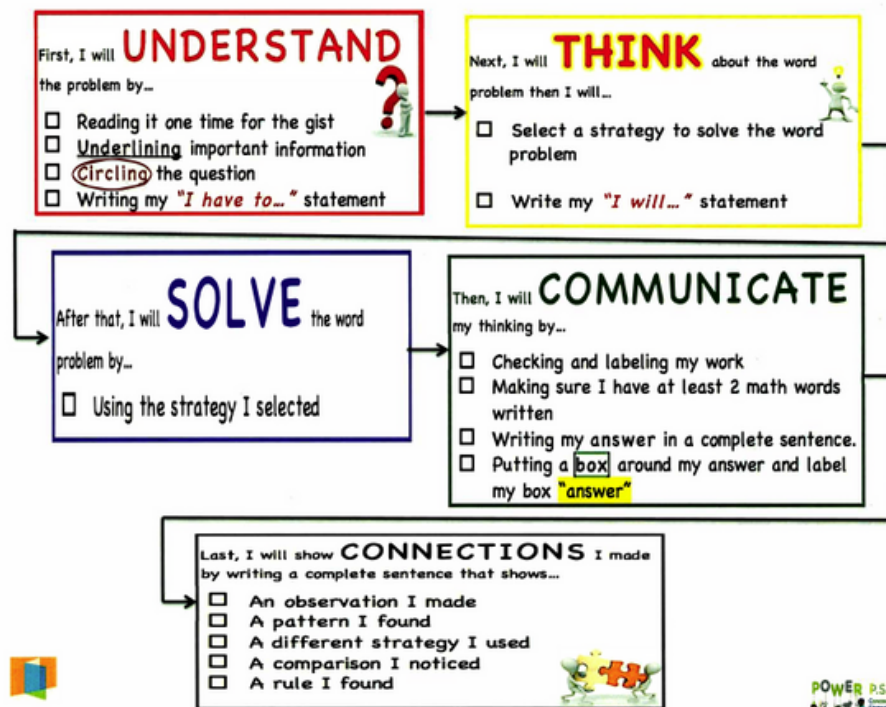 First, I will UNDERSTAND
the problem by...
Reading it one time for the gist
Underlining important information
Circling the question
Writing my "I have to..." statement
Next, I will THINK about the word
problem then I will...
Select a strategy to solve the word
problem
Write my "I will..." statement
After that, I will SOLVE the word
problem by...
Using the strategy I selected
Then, I will COMMUNICATE
my thinking by...
Checking and labeling my work
Making sure I have at least 2 math words
written
Writing my answer in a complete sentence.
Putting a box around my answer and label
my box "answer"
Last, I will show CONNECTIONS I made
by writing a complete sentence that shows...
An observation I made
A pattern I found
A different strategy I used
A comparison I noticed
A rule I found
POWER P.S